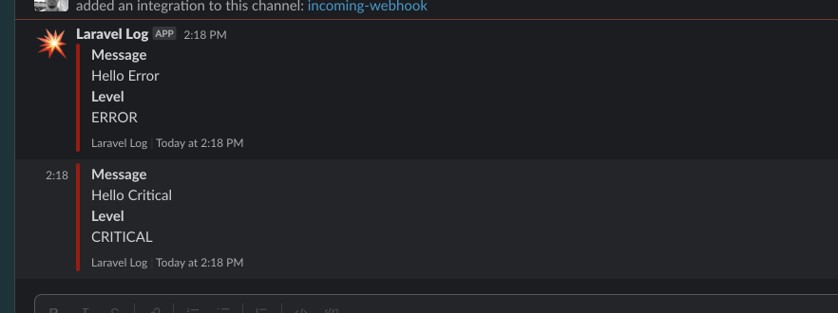 added an integration to this channel: incoming-webhook
Laravel Log APP 2:18 PM
Message
Hello Error
Level
ERROR
Laravel Log | Today at 2:18 PM
2:18
Message
Hello Critical
Level
CRITICAL
Laravel Log | Today at 2:18 PM